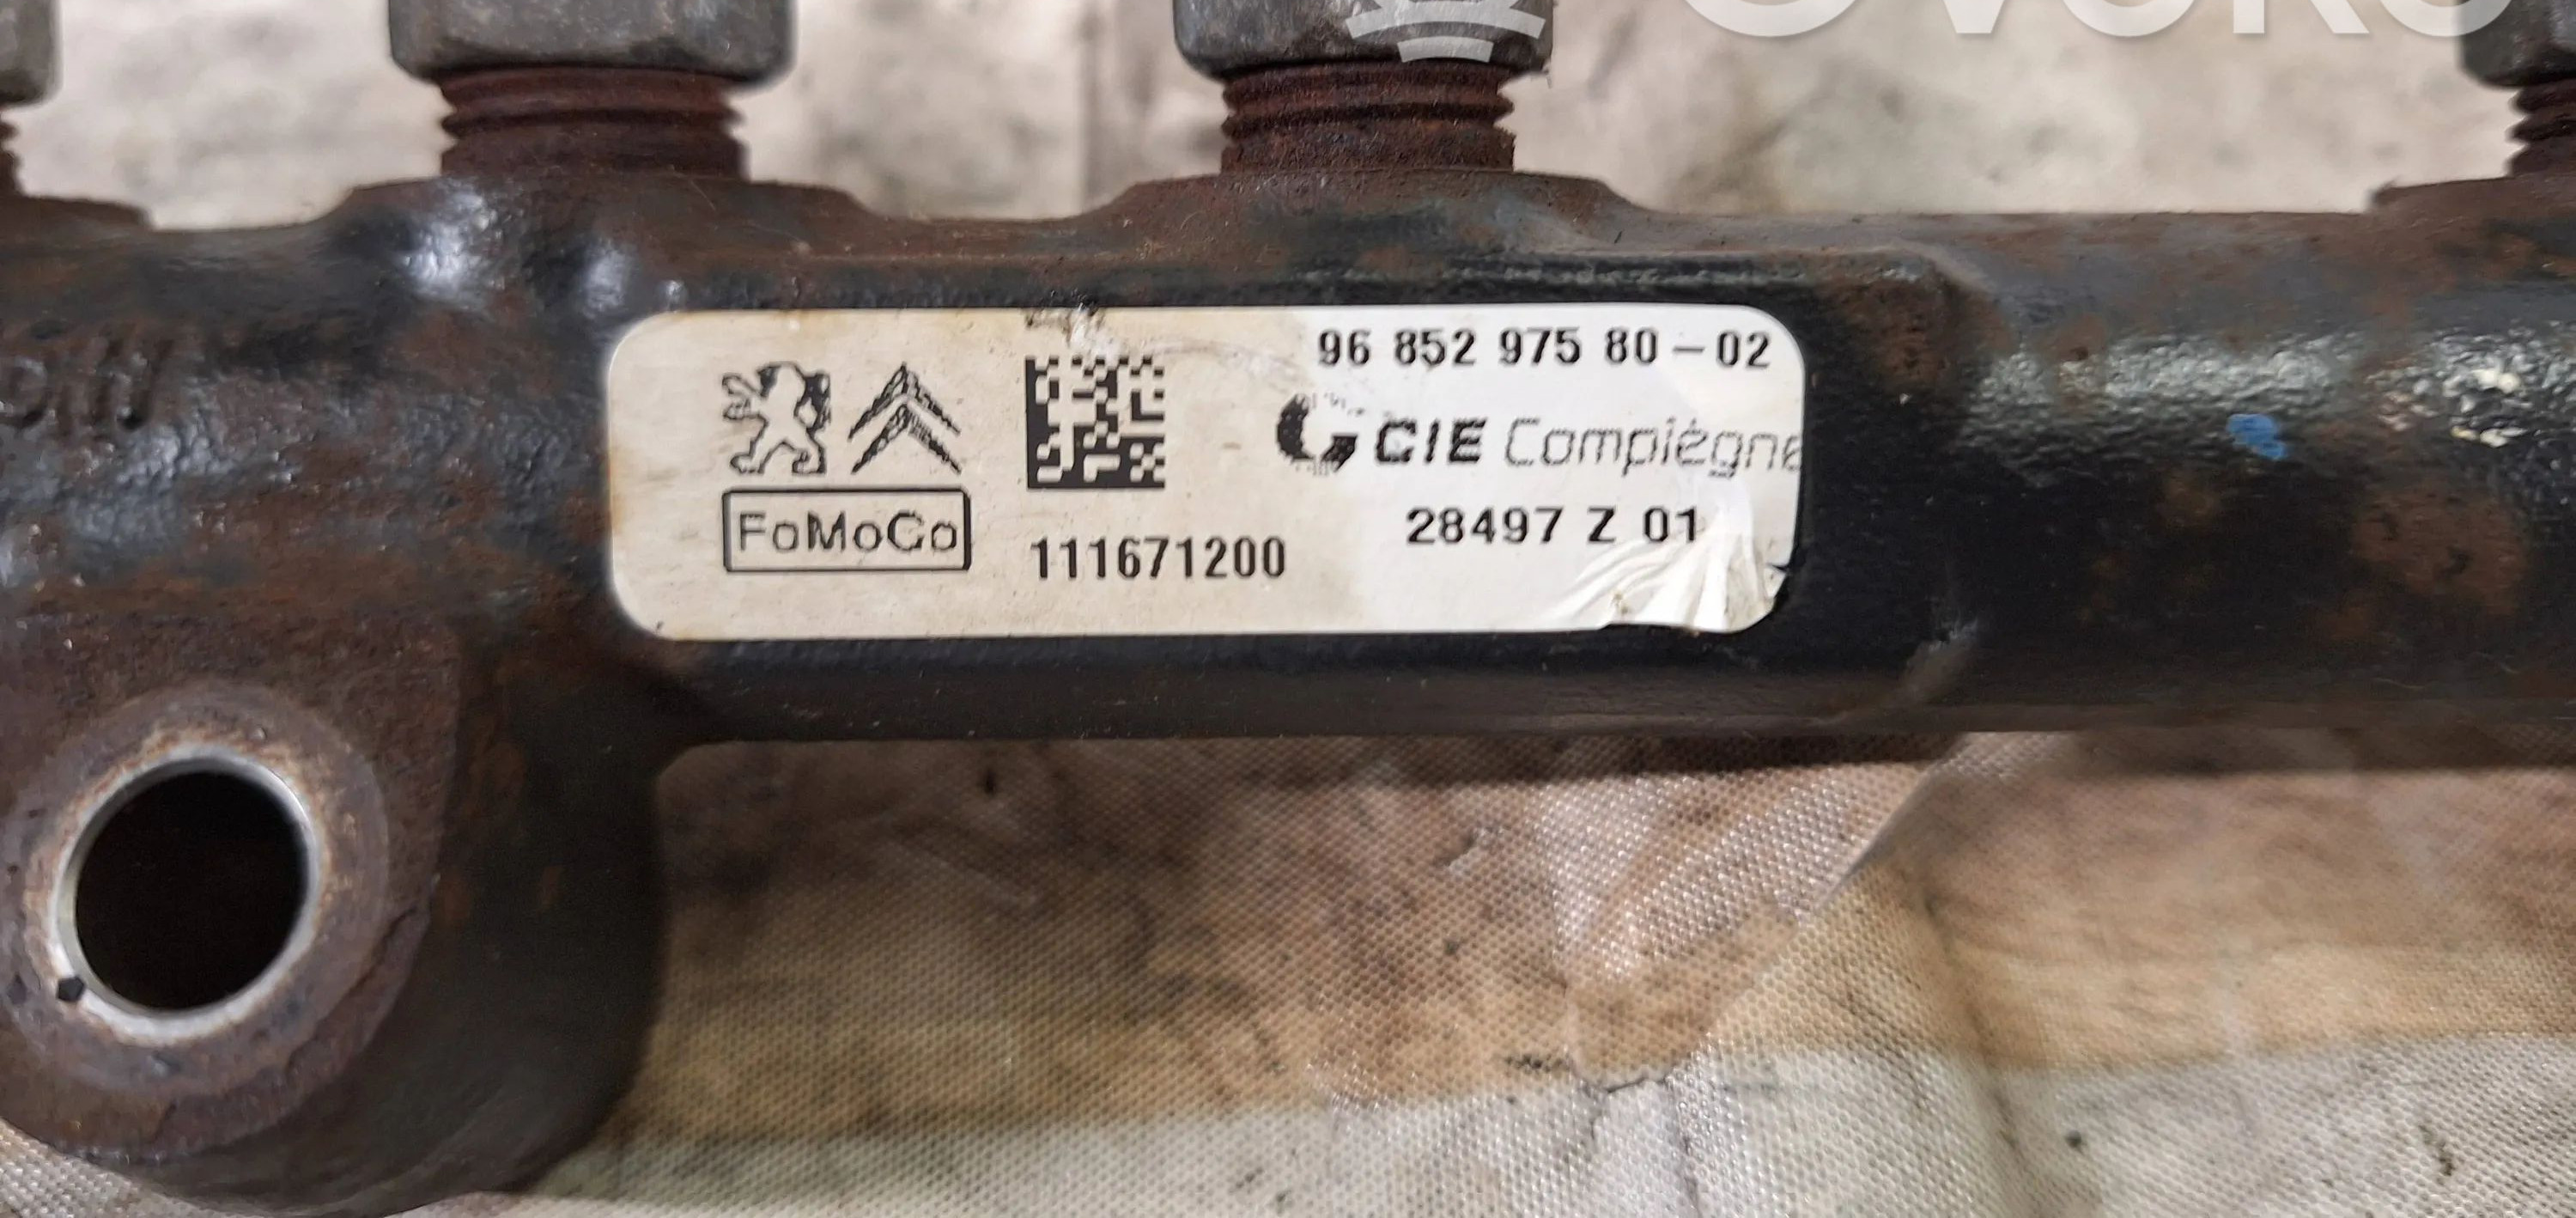 96 852 975 80-02
CIE Compiègne
FoMoCo
28497 Z 01
111671200